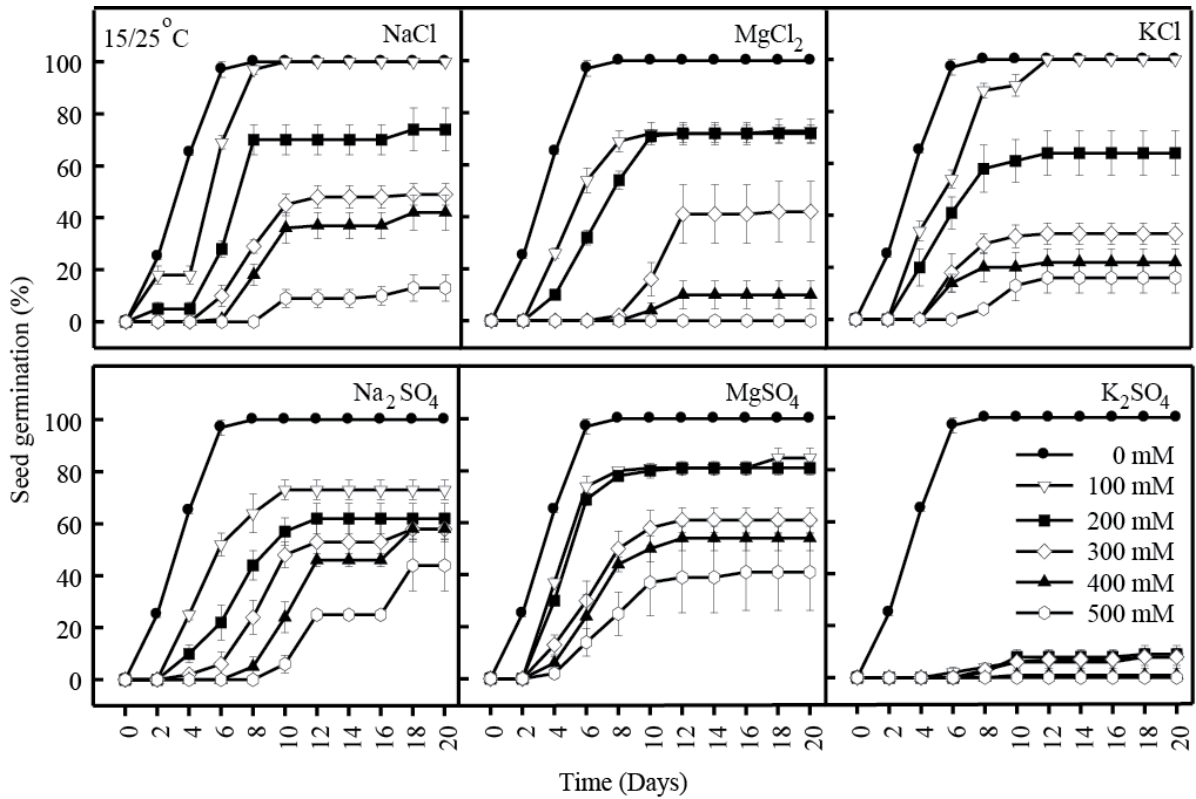 15/25°C
NaCl
MgCl₂
KCl
100
80
60
40
20
0
Na₂SO₄
MgSO₄
K₂SO₄
100
80
60
40
20
0
0 mM
100 mM
200 mM
300 mM
400 mM
500 mM
Seed germination (%)
0 2 4 6 8 10 12 14 16 18 20
0 2 4 6 8 10 12 14 16 18 20
0 2 4 6 8 10 12 14 16 18 20
Time (Days)